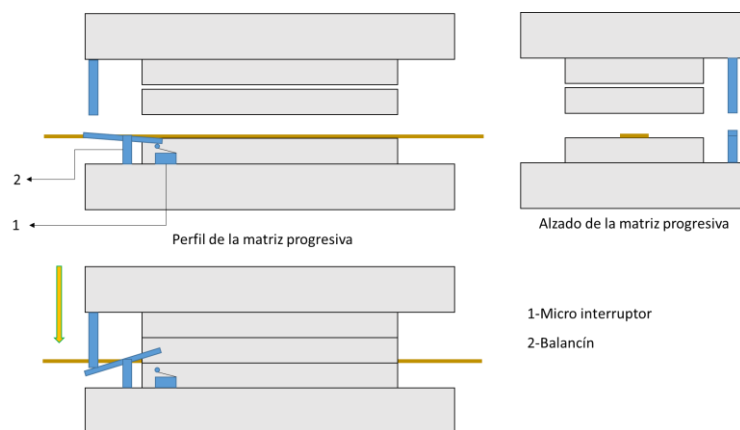 2
1
Perfil de la matriz progresiva
Alzado de la matriz progresiva
1-Micro interruptor
2-Balancín